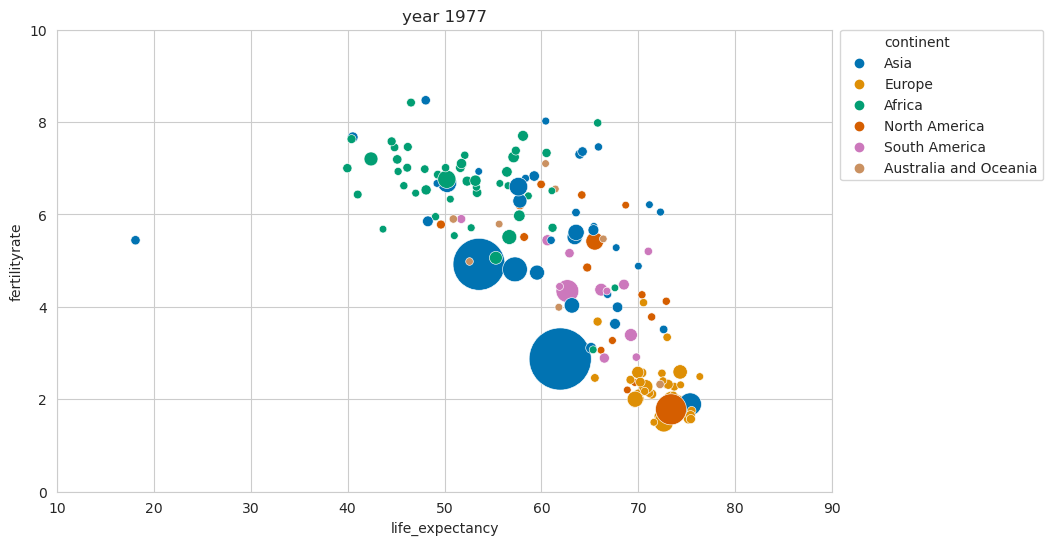 year 1977
fertilityrate
10
8
6
4
2
0
10 20 30 40 50 60 70 80 90
life_expectancy
continent
Asia
Europe
Africa
North America
South America
Australia and Oceania